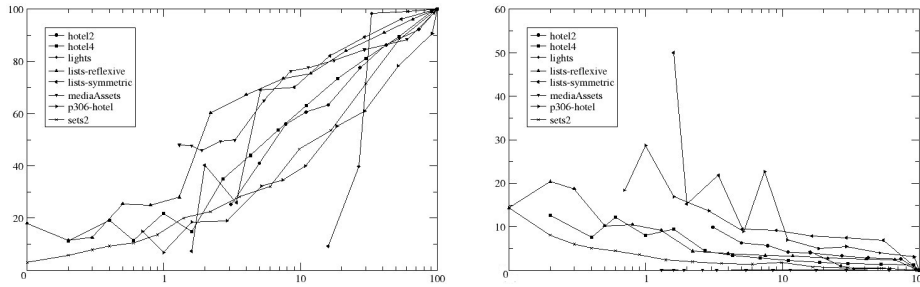 100
80
60
40
20
0
1
10
100
hotel2
hotel4
lights
lists-reflexive
lists-symmetric
mediaAssets
p306-hotel
sets2
60
50
40
30
20
10
0
1
10
100
hotel2
hotel4
lights
lists-reflexive
lists-symmetric
mediaAssets
p306-hotel
sets2